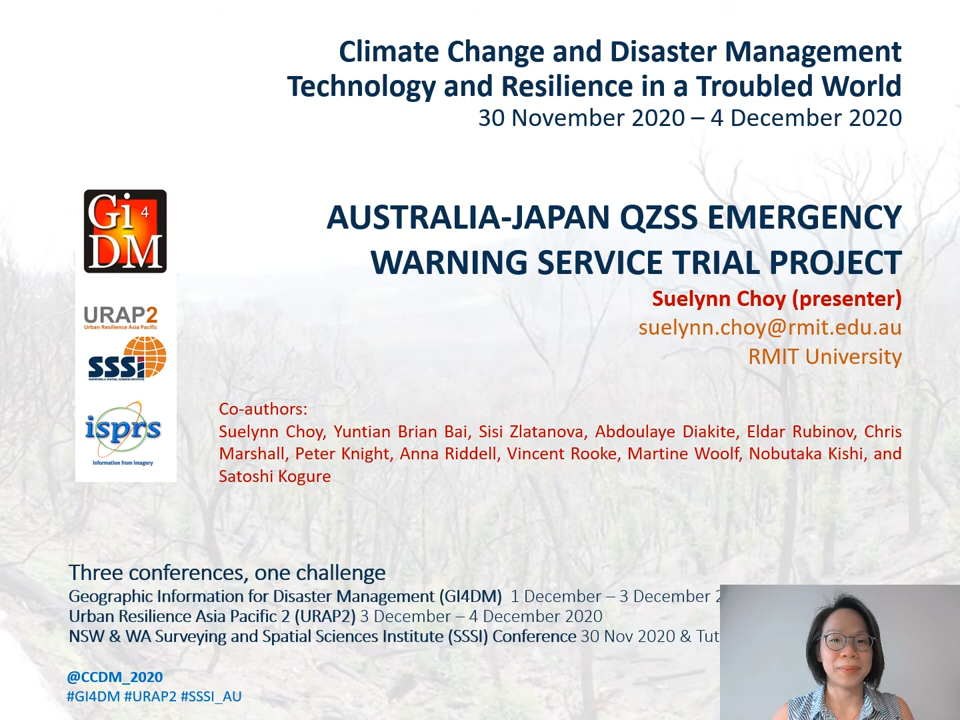 Climate Change and Disaster Management
Technology and Resilience in a Troubled World
30 November 2020 – 4 December 2020
Gi4
DM
AUSTRALIA-JAPAN QZSS EMERGENCY
WARNING SERVICE TRIAL PROJECT
Suelynn Choy (presenter)
suelynn.choy@rmit.edu.au
RMIT University
URAP2
Urban Resilience Asia Pacific
SSSi
SURVEYING & SPATIAL SCIENCES INSTITUTE
isprs
information from imagery
Co-authors:
Suelynn Choy, Yuntian Brian Bai, Sisi Zlatanova, Abdoulaye Diakite, Eldar Rubinov, Chris
Marshall, Peter Knight, Anna Riddell, Vincent Rooke, Martine Woolf, Nobutaka Kishi, and
Satoshi Kogure
Three conferences, one challenge
Geographic Information for Disaster Management (GI4DM) 1 December – 3 December
Urban Resilience Asia Pacific 2 (URAP2) 3 December – 4 December 2020
NSW & WA Surveying and Spatial Sciences Institute (SSSI) Conference 30 Nov 2020 & Tut
@CCDM_2020
#GI4DM #URAP2 #SSSI_AU